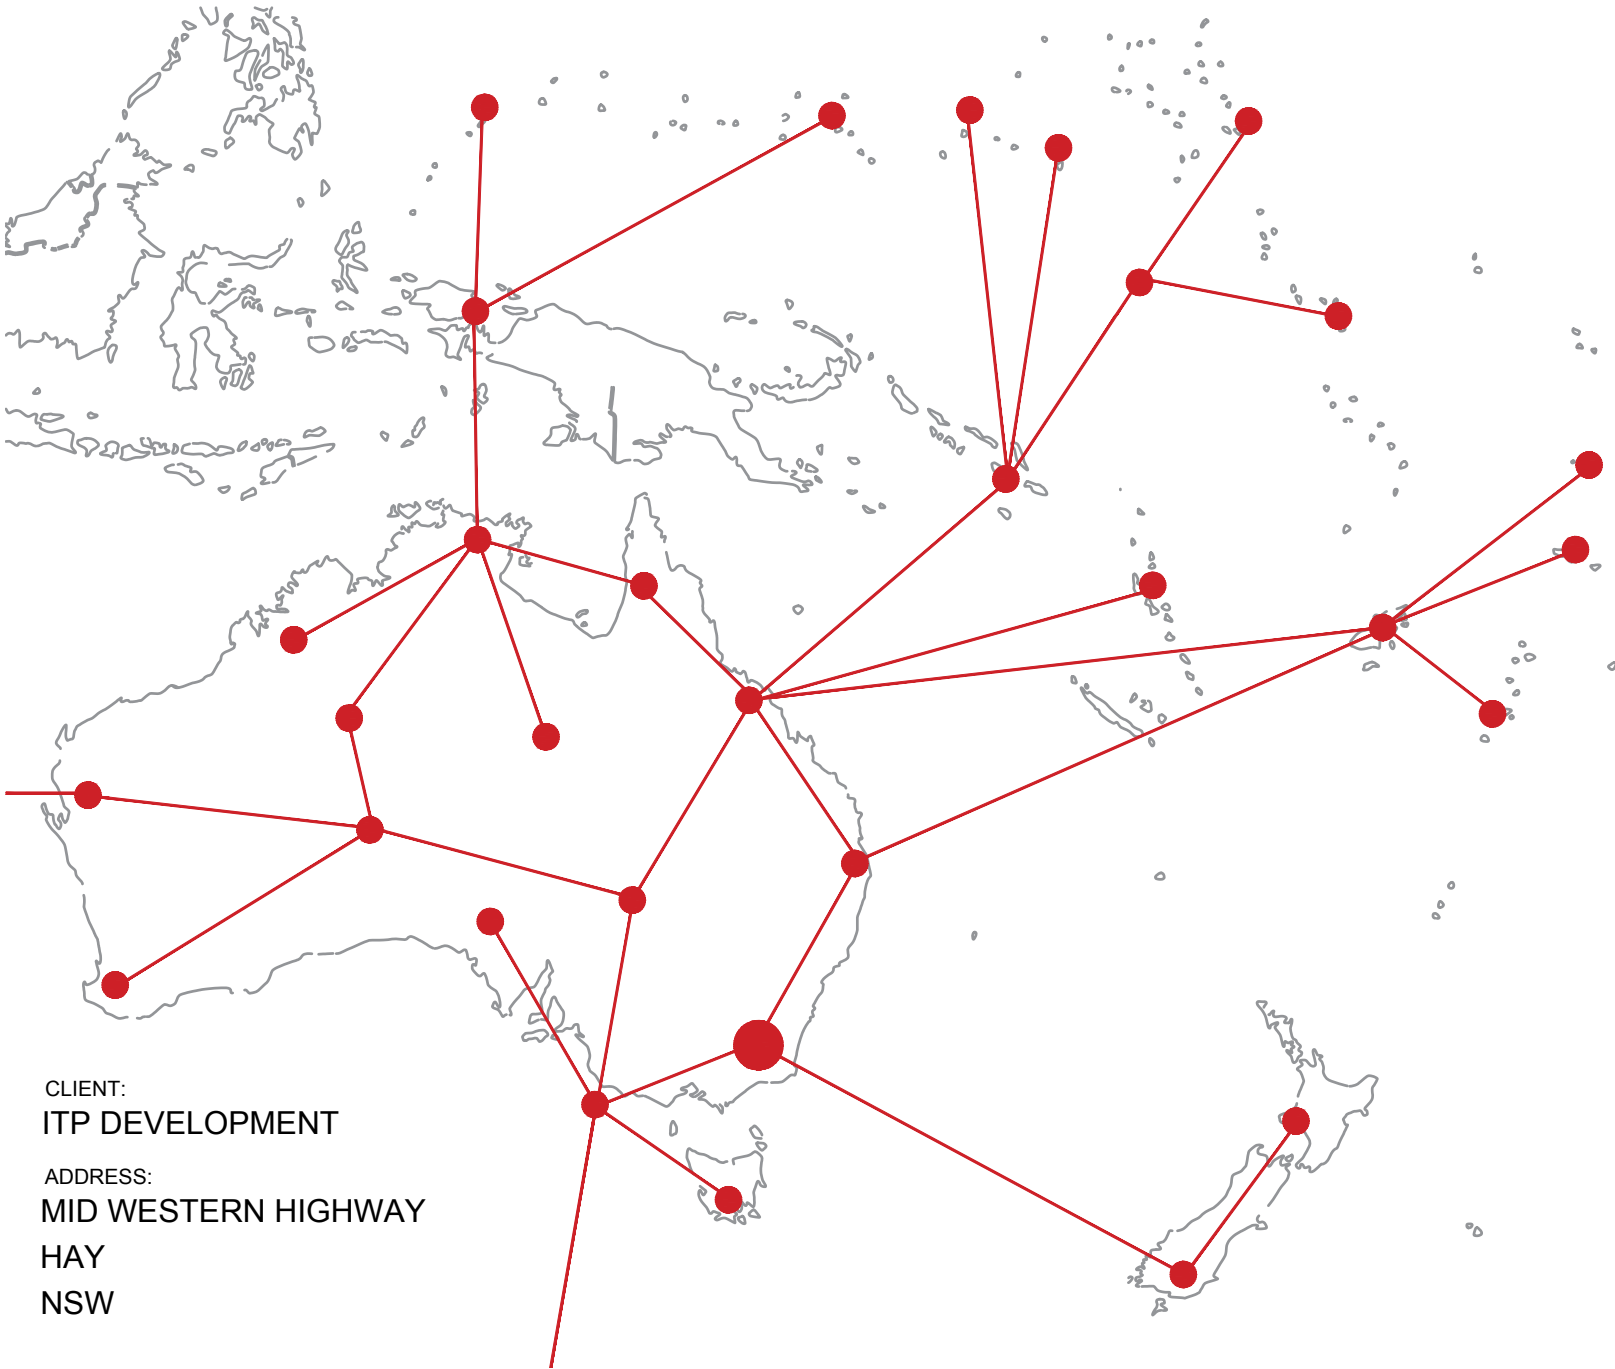 CLIENT:
ITP DEVELOPMENT
ADDRESS:
MID WESTERN HIGHWAY
HAY
NSW